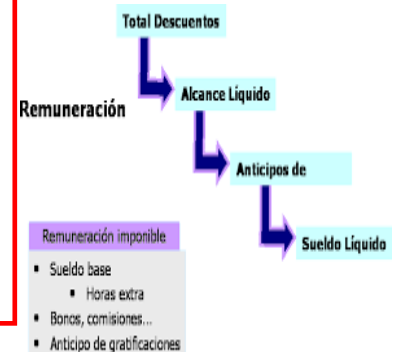 Total Descuentos
Alcance Líquido
Remuneración
Anticipos de
Sueldo Líquido
Remuneración imponible
▪ Sueldo base
▪ Horas extra
▪ Bonos, comisiones...
▪ Anticipo de gratificaciones